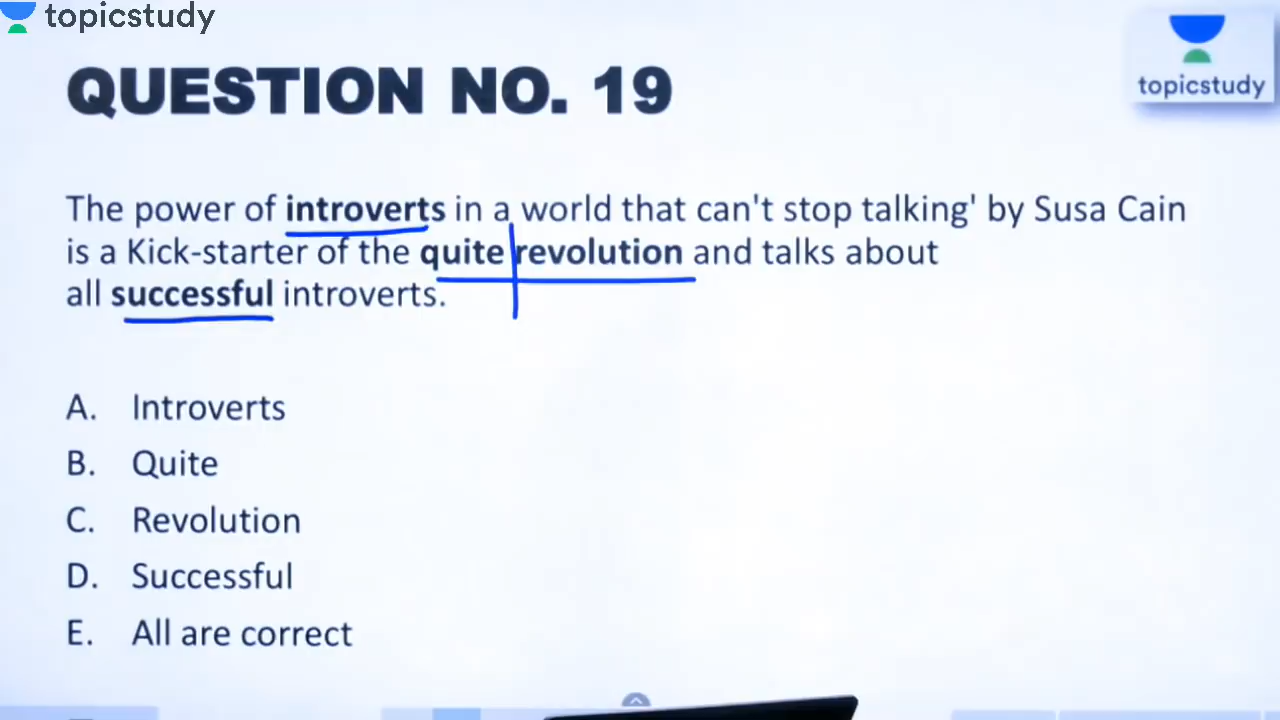 topicstudy
topicstudy
QUESTION NO. 19
The power of introverts in a world that can't stop talking' by Susa Cain
is a Kick-starter of the quite revolution and talks about
all successful introverts.
A. Introverts
B. Quite
C. Revolution
D. Successful
E. All are correct